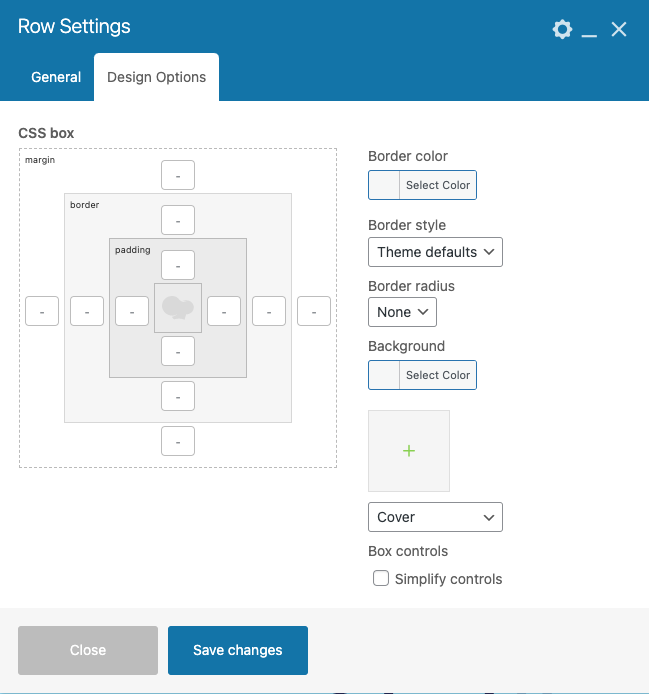 Row Settings
General
Design Options
CSS box
margin
-
border
-
padding
-
- - - - - -
-
-
-
Border color
Select Color
Border style
Theme defaults
Border radius
None
Background
Select Color
+
Cover
Box controls
Simplify controls
Close
Save changes